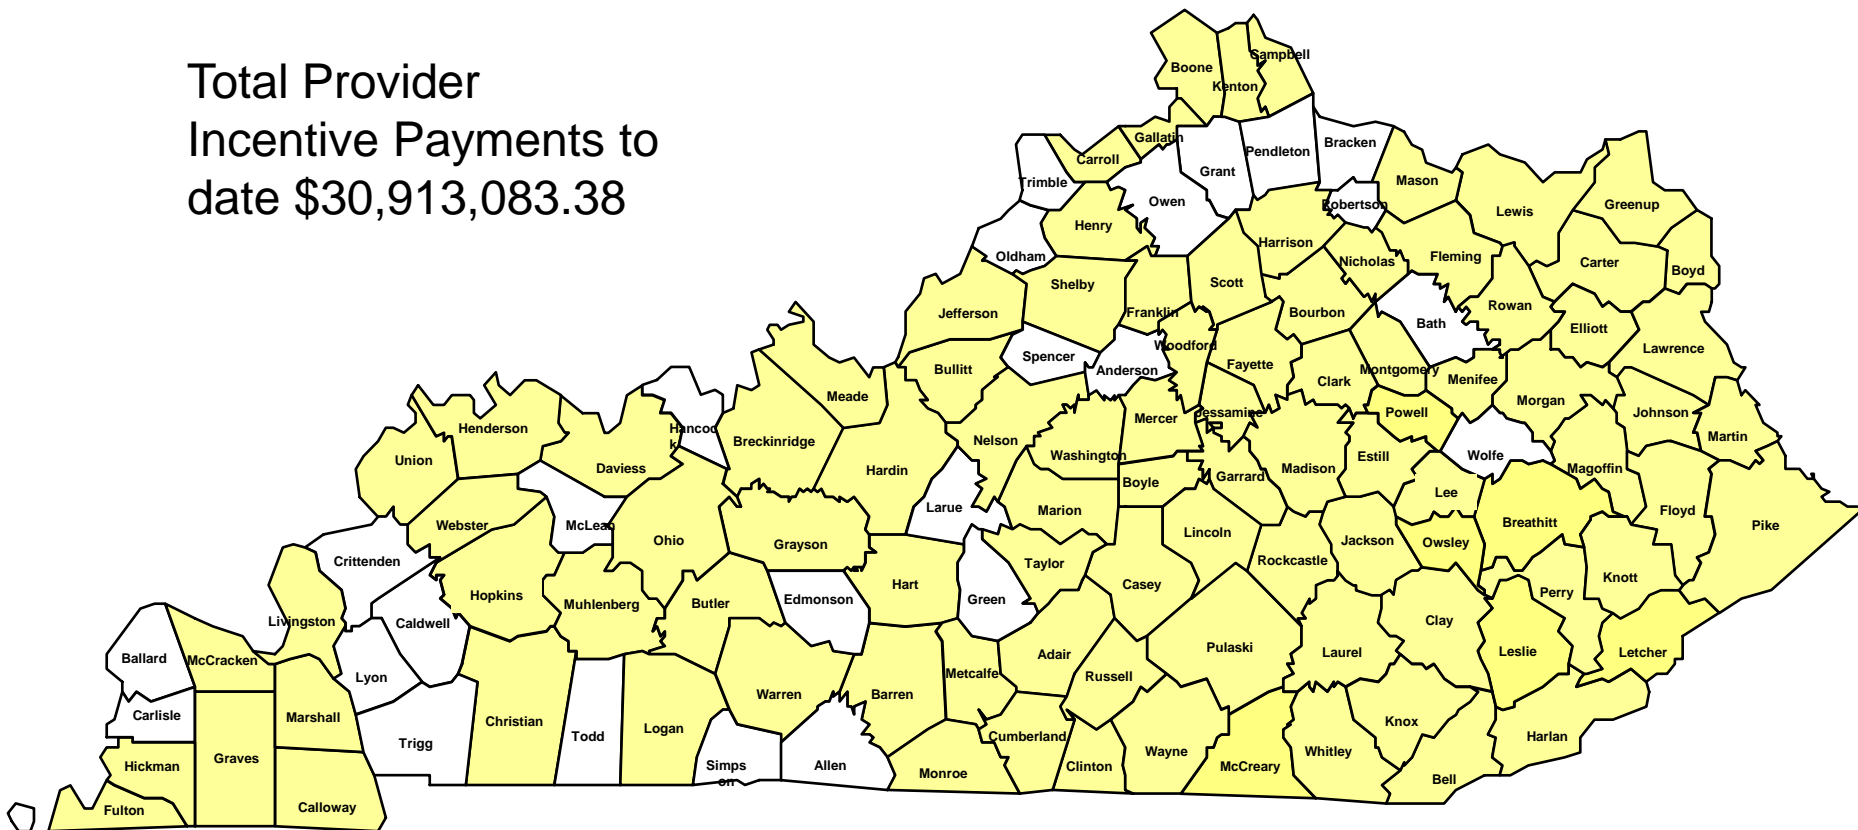 Total Provider
Incentive Payments to
date $30,913,083.38
Campbell
Boone
Kenton
Gallatin
Carroll
Grant
Pendleton
Bracken
Trimble
Owen
Robertson
Mason
Lewis
Greenup
Henry
Oldham
Harrison
Nicholas
Fleming
Carter
Boyd
Shelby
Scott
Jefferson
Franklin
Bourbon
Bath
Rowan
Elliott
Lawrence
Spencer
Anderson
Woodford
Fayette
Bullitt
Clark
Montgomery
Menifee
Morgan
Meade
Powell
Johnson
Martin
Jessamine
Mercer
Henderson
Hancoc
k
Breckinridge
Nelson
Washington
Union
Daviess
Hardin
Boyle
Garrard
Madison
Estill
Wolfe
Magoffin
Lee
Webster
McLean
Larue
Marion
Lincoln
Breathitt
Floyd
Pike
Ohio
Grayson
Jackson
Owsley
Crittenden
Taylor
Rockcastle
Hopkins
Muhlenberg
Butler
Edmonson
Hart
Green
Casey
Perry
Knott
Livingston
Caldwell
Clay
Ballard
McCracken
Lyon
Adair
Pulaski
Laurel
Leslie
Letcher
Metcalfe
Russell
Warren
Barren
Carlisle
Marshall
Christian
Todd
Logan
Trigg
Cumberland
Wayne
Whitley
Knox
Harlan
Hickman
Graves
Simps
on
Allen
Monroe
Clinton
McCreary
Bell
Fulton
Calloway